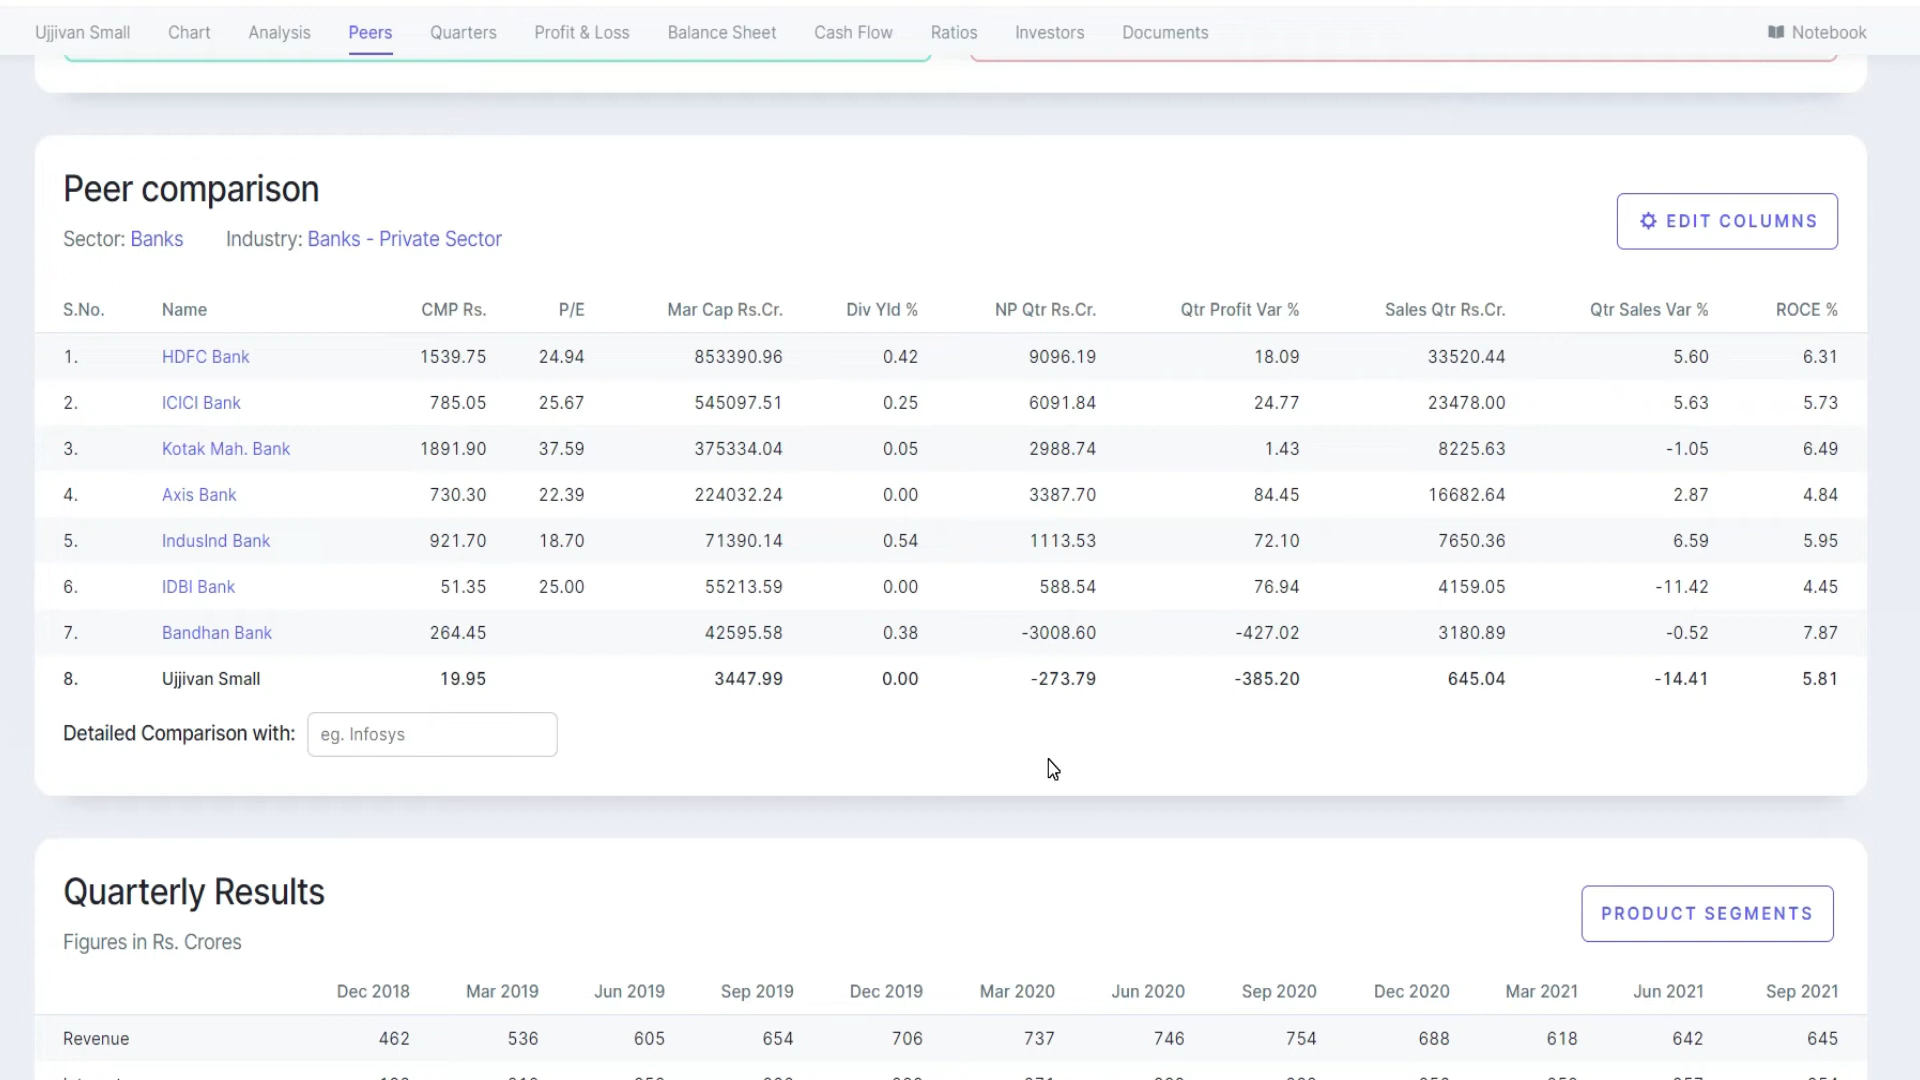 Ujjivan Small Chart Analysis Peers Quarters Profit & Loss Balance Sheet Cash Flow Ratios Investors Documents Notebook
Peer comparison
EDIT COLUMNS
Sector: Banks Industry: Banks - Private Sector
S.No. Name CMP Rs. P/E Mar Cap Rs.Cr. Div Yld % NP Qtr Rs.Cr. Qtr Profit Var % Sales Qtr Rs.Cr. Qtr Sales Var % ROCE %
1. HDFC Bank 1539.75 24.94 853390.96 0.42 9096.19 18.09 33520.44 5.60 6.31
2. ICICI Bank 785.05 25.67 545097.51 0.25 6091.84 24.77 23478.00 5.63 5.73
3. Kotak Mah. Bank 1891.90 37.59 375334.04 0.05 2988.74 1.43 8225.63 -1.05 6.49
4. Axis Bank 730.30 22.39 224032.24 0.00 3387.70 84.45 16682.64 2.87 4.84
5. IndusInd Bank 921.70 18.70 71390.14 0.54 1113.53 72.10 7650.36 6.59 5.95
6. IDBI Bank 51.35 25.00 55213.59 0.00 588.54 76.94 4159.05 -11.42 4.45
7. Bandhan Bank 264.45 42595.58 0.38 -3008.60 -427.02 3180.89 -0.52 7.87
8. Ujjivan Small 19.95 3447.99 0.00 -273.79 -385.20 645.04 -14.41 5.81
Detailed Comparison with: eg. Infosys
Quarterly Results
PRODUCT SEGMENTS
Figures in Rs. Crores
Dec 2018 Mar 2019 Jun 2019 Sep 2019 Dec 2019 Mar 2020 Jun 2020 Sep 2020 Dec 2020 Mar 2021 Jun 2021 Sep 2021
Revenue 462 536 605 654 706 737 746 754 688 618 642 645